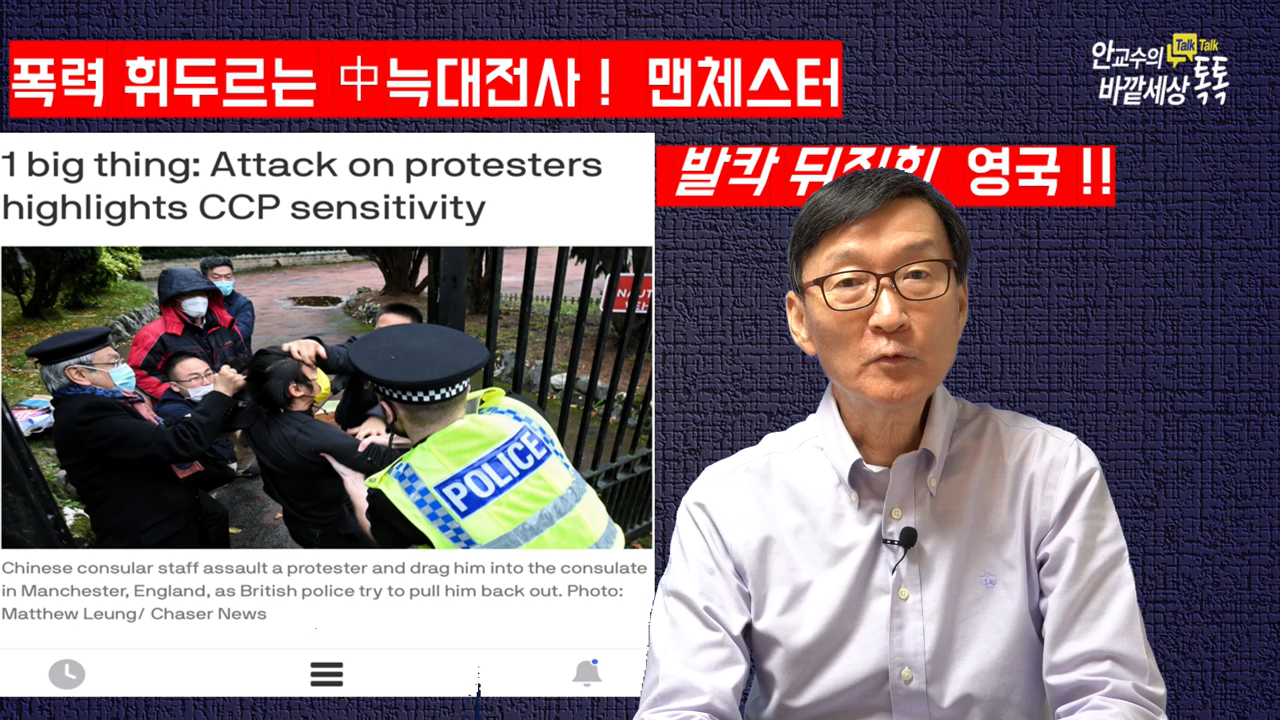 폭력 휘두르는 中늑대전사 ! 맨체스터
안교수의 Talk Talk
바깥세상 톡톡
발칵 뒤집힌 영국 !!
1 big thing: Attack on protesters
highlights CCP sensitivity
POLICE
Chinese consular staff assault a protester and drag him into the consulate
in Manchester, England, as British police try to pull him back out. Photo:
Matthew Leung/ Chaser News